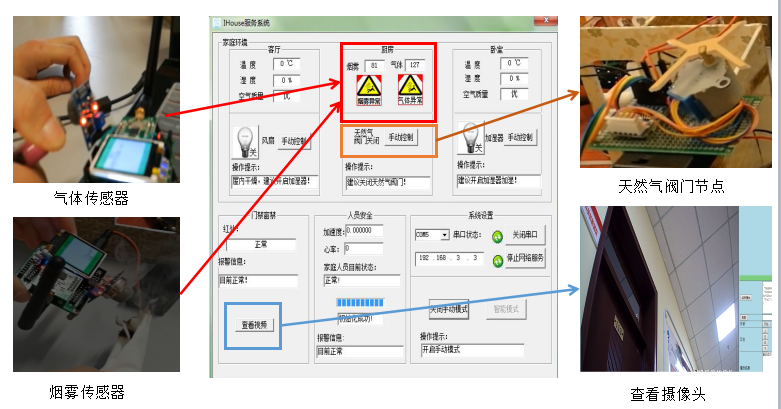 IHouse服务系统
家庭环境
客厅
温 度 0 ℃
湿 度 0 %
空气质量 优
关
风扇 手动控制
操作提示：
屋内干燥，建议开启加湿器！
厨房
烟雾 81 气体 127
烟雾异常 气体异常
天然气
阀门关闭 手动控制
操作提示：
建议关闭天然气阀门！
卧室
温 度 0 ℃
湿 度 0 %
空气质量 优
关
加湿器 手动控制
操作提示：
建议开启加湿器加湿！
门禁窗禁
红外：
正常
报警信息：
目前正常！
查看视频
人员安全
加速度：0.000000
心率： 0
家庭人员目前状态：
正常！
初始化成功！
报警信息：
目前正常
系统设置
COM5 串口状态： 关闭串口
192 .168 . 3 . 3 停止网络服务
关闭手动模式 智能模式
操作提示：
开启手动模式
气体传感器
烟雾传感器
天然气阀门节点
查看摄像头